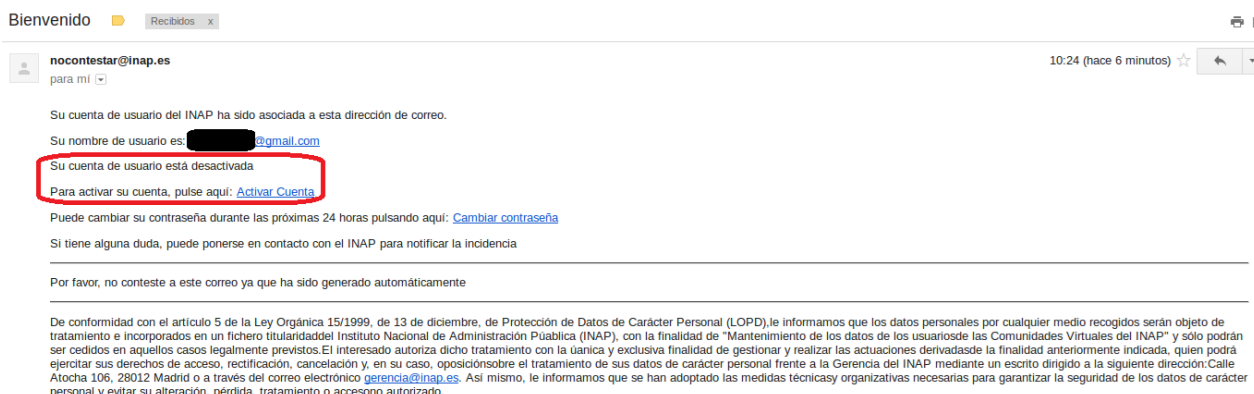 Bienvenido
Recibidos x
nocontestar@inap.es
10:24 (hace 6 minutos)
para mí
Su cuenta de usuario del INAP ha sido asociada a esta dirección de correo.
Su nombre de usuario es: @gmail.com
Su cuenta de usuario está desactivada
Para activar su cuenta, pulse aquí: Activar Cuenta
Puede cambiar su contraseña durante las próximas 24 horas pulsando aquí: Cambiar contraseña
Si tiene alguna duda, puede ponerse en contacto con el INAP para notificar la incidencia
Por favor, no conteste a este correo ya que ha sido generado automáticamente
De conformidad con el artículo 5 de la Ley Orgánica 15/1999, de 13 de diciembre, de Protección de Datos de Carácter Personal (LOPD),le informamos que los datos personales por cualquier medio recogidos serán objeto de
tratamiento e incorporados en un fichero titularidaddel Instituto Nacional de Administración Púablica (INAP), con la finalidad de "Mantenimiento de los datos de los usuariosde las Comunidades Virtuales del INAP" y sólo podrán
ser cedidos en aquellos casos legalmente previstos.El interesado autoriza dicho tratamiento con la úanica y exclusiva finalidad de gestionar y realizar las actuaciones derivadasde la finalidad anteriormente indicada, quien podrá
ejercitar sus derechos de acceso, rectificación, cancelación y, en su caso, oposiciónsobre el tratamiento de sus datos de carácter personal frente a la Gerencia del INAP mediante un escrito dirigido a la siguiente dirección:Calle
Atocha 106, 28012 Madrid o a través del correo electrónico gerencia@inap.es. Así mismo, le informamos que se han adoptado las medidas técnicasy organizativas necesarias para garantizar la seguridad de los datos de carácter
personal y evitar su alteración, pérdida, tratamiento o accesono autorizado.